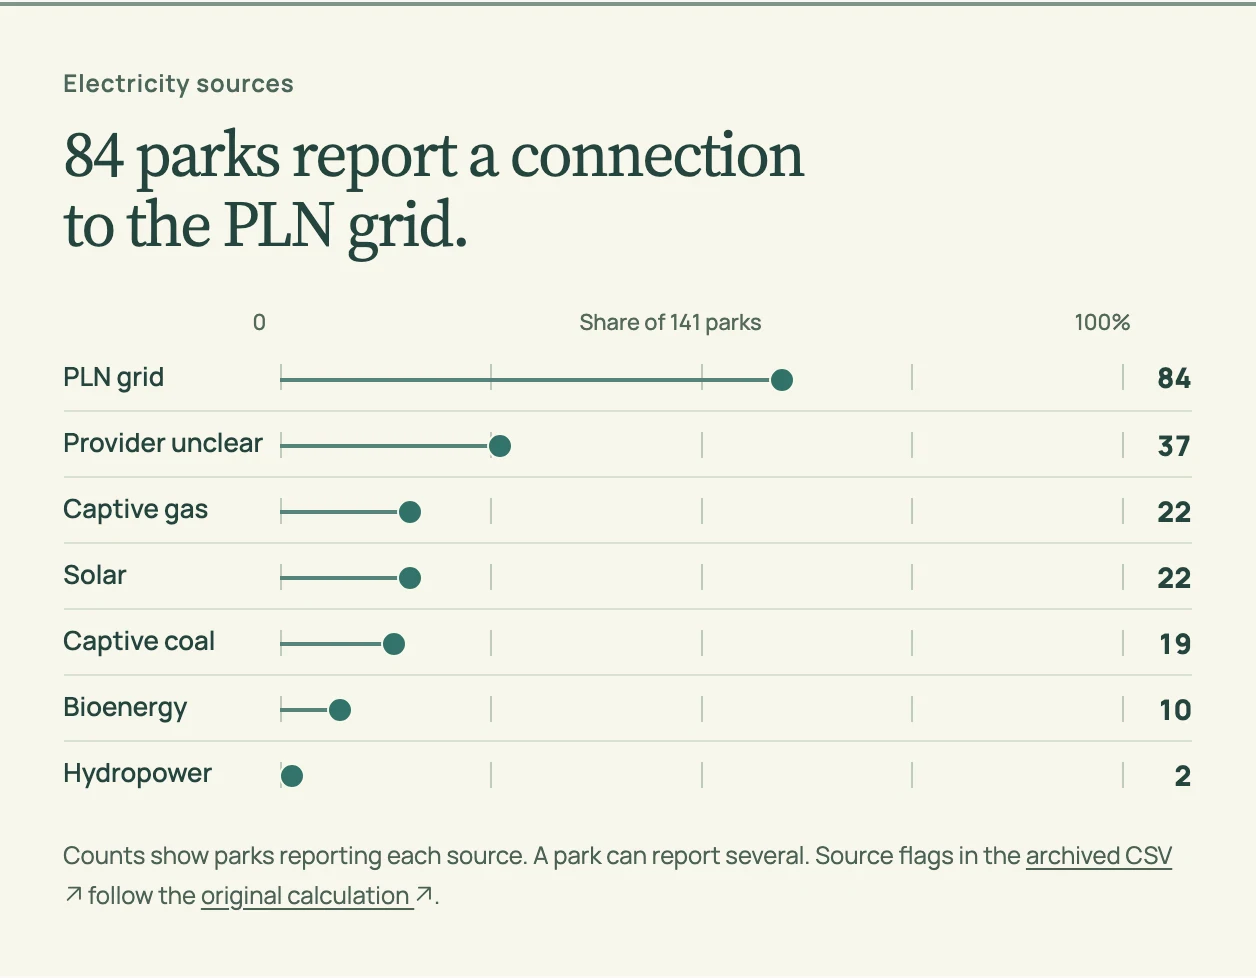 Electricity sources
84 parks report a connection
to the PLN grid.
0 Share of 141 parks 100%
PLN grid 84
Provider unclear 37
Captive gas 22
Solar 22
Captive coal 19
Bioenergy 10
Hydropower 2
Counts show parks reporting each source. A park can report several. Source flags in the archived CSV
↗ follow the original calculation ↗.